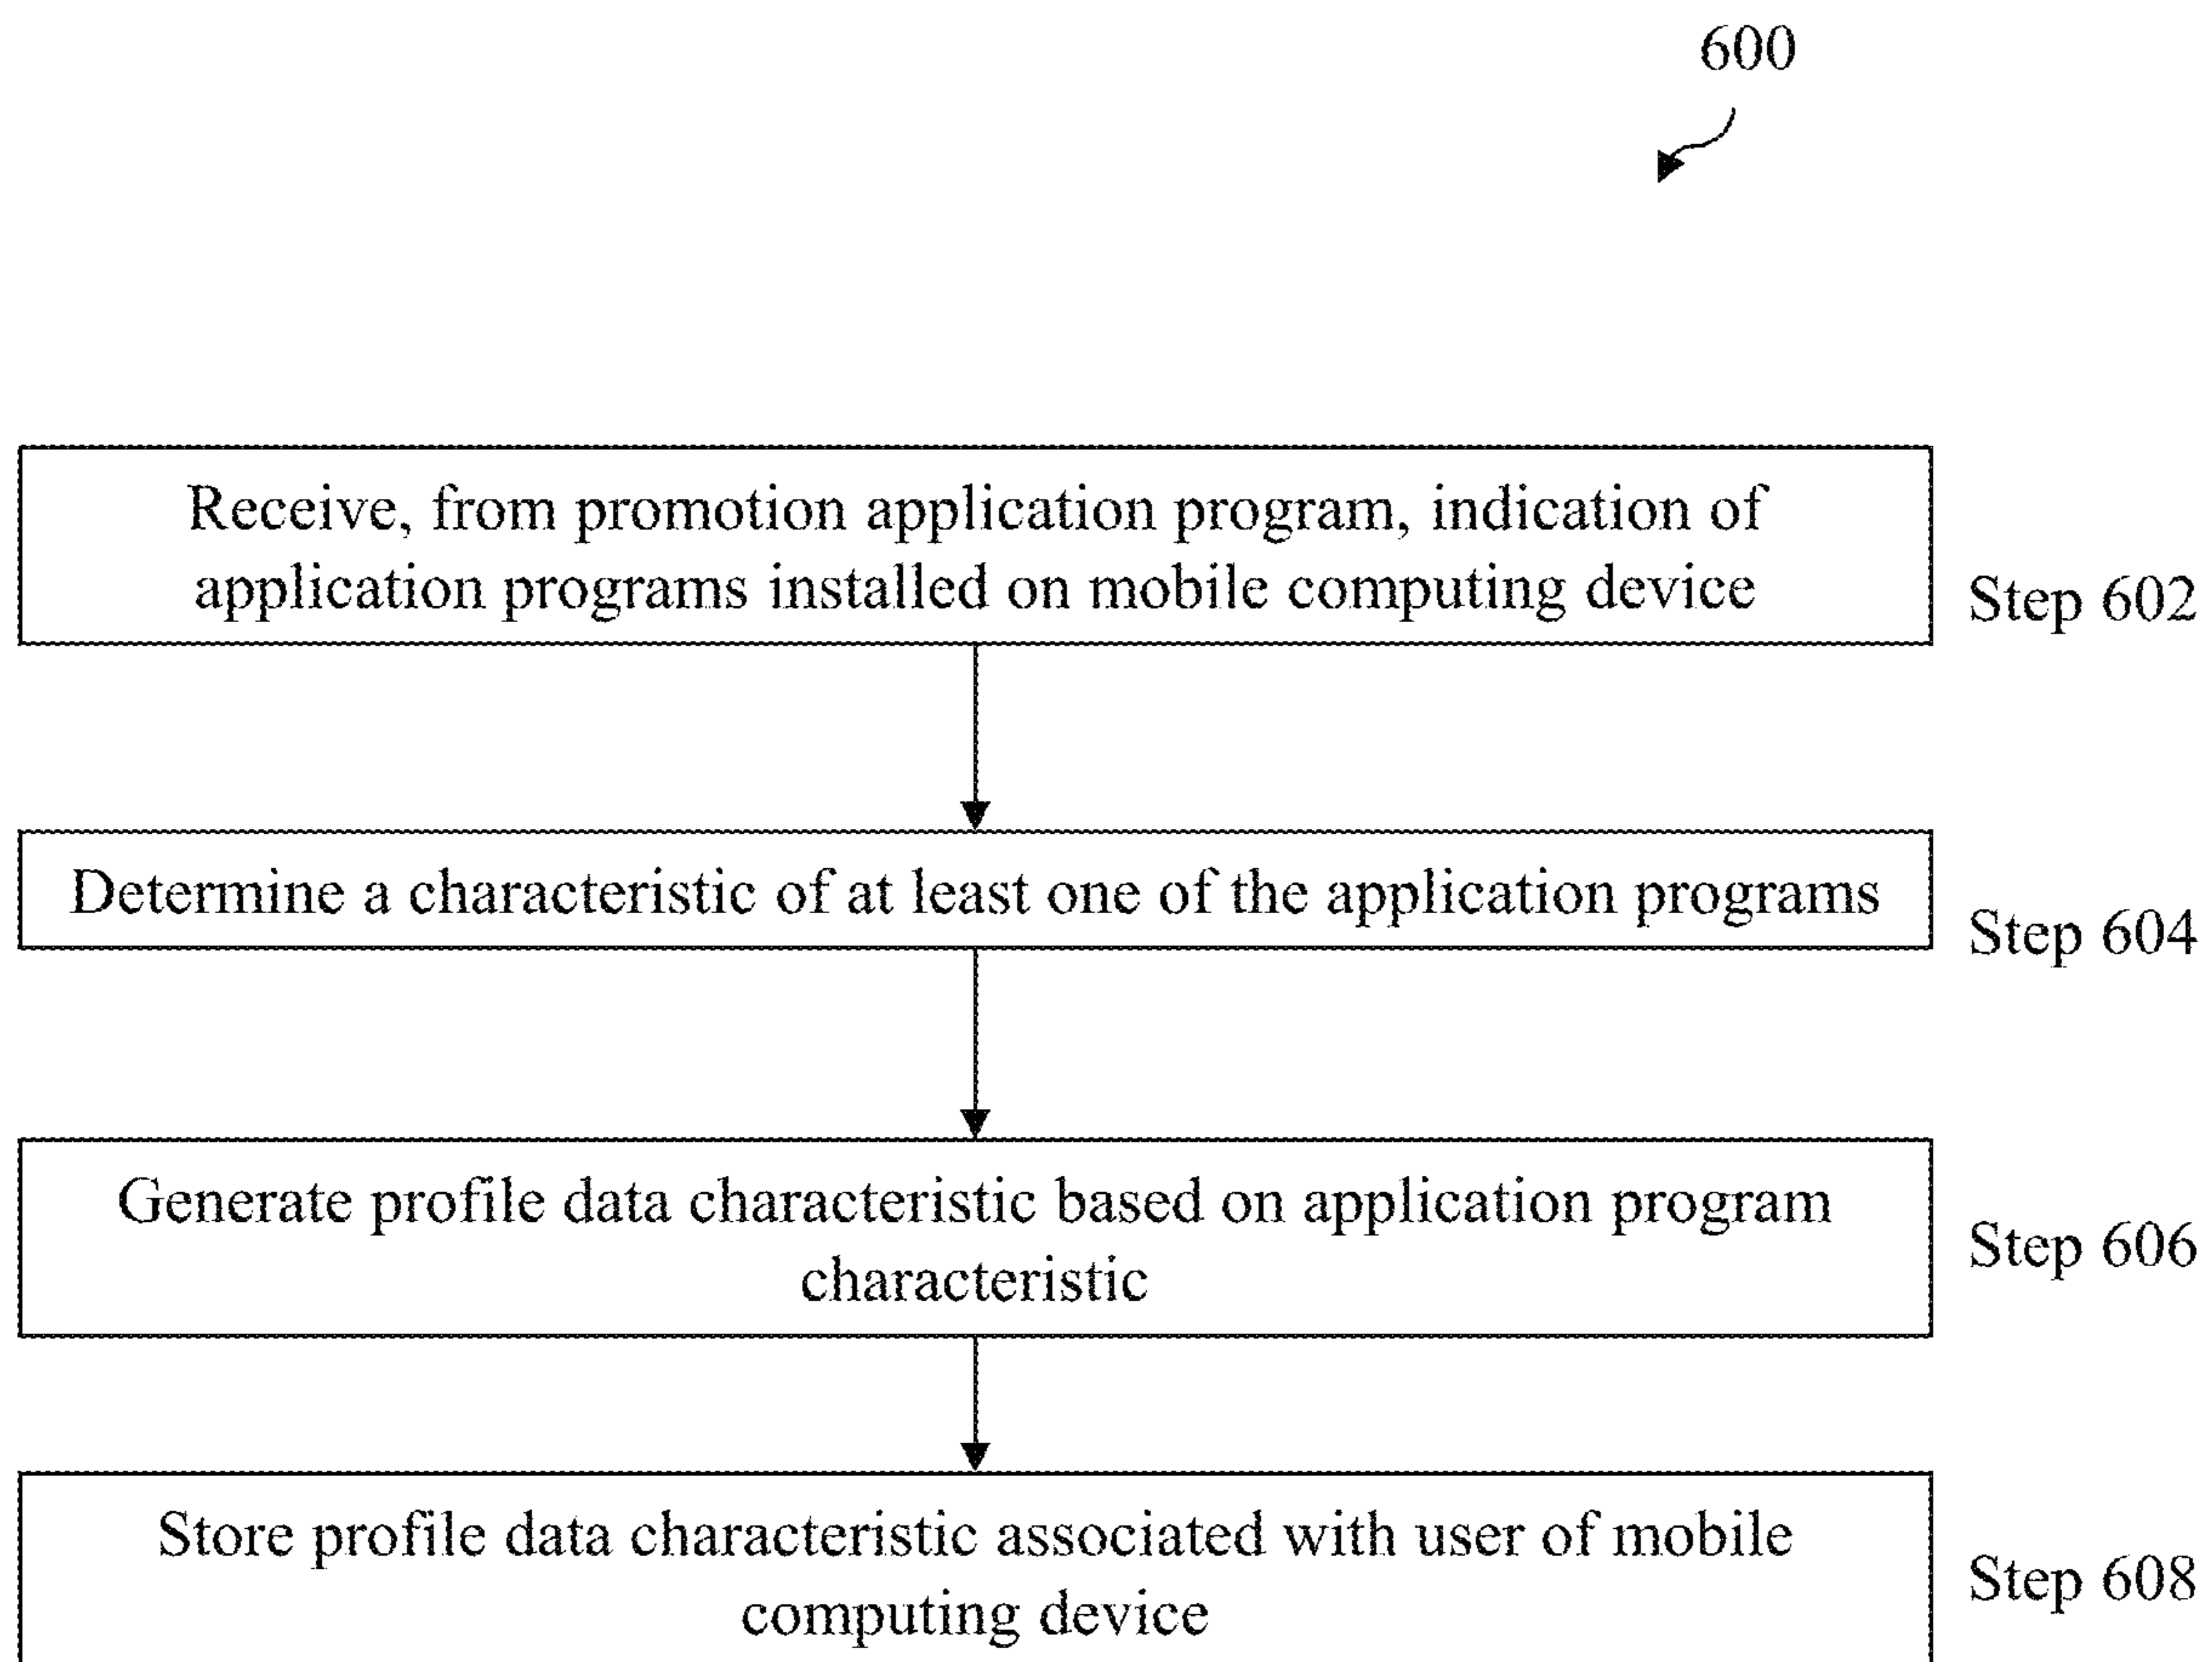 600
Receive, from promotion application program, indication of
application programs installed on mobile computing device
Step 602
Determine a characteristic of at least one of the application programs
Step 604
Generate profile data characteristic based on application program
characteristic
Step 606
Store profile data characteristic associated with user of mobile
computing device
Step 608